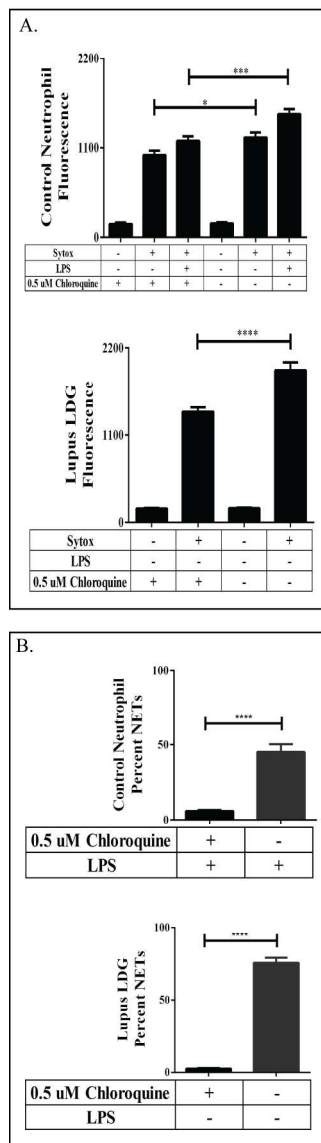 A.
Control Neutrophil
Fluorescence
2200
1100
0
***
*
Sytox - + + - + +
LPS - - + - - +
0.5 uM Chloroquine + + + - - -
Lupus LDG
Fluorescence
2200
1100
0
****
Sytox - + - +
LPS - - - -
0.5 uM Chloroquine + + - -
B.
Control Neutrophil
Percent NETs
100
50
0
****
0.5 uM Chloroquine + -
LPS + +
Lupus LDG
Percent NETs
100
50
0
****
0.5 uM Chloroquine + -
LPS - -